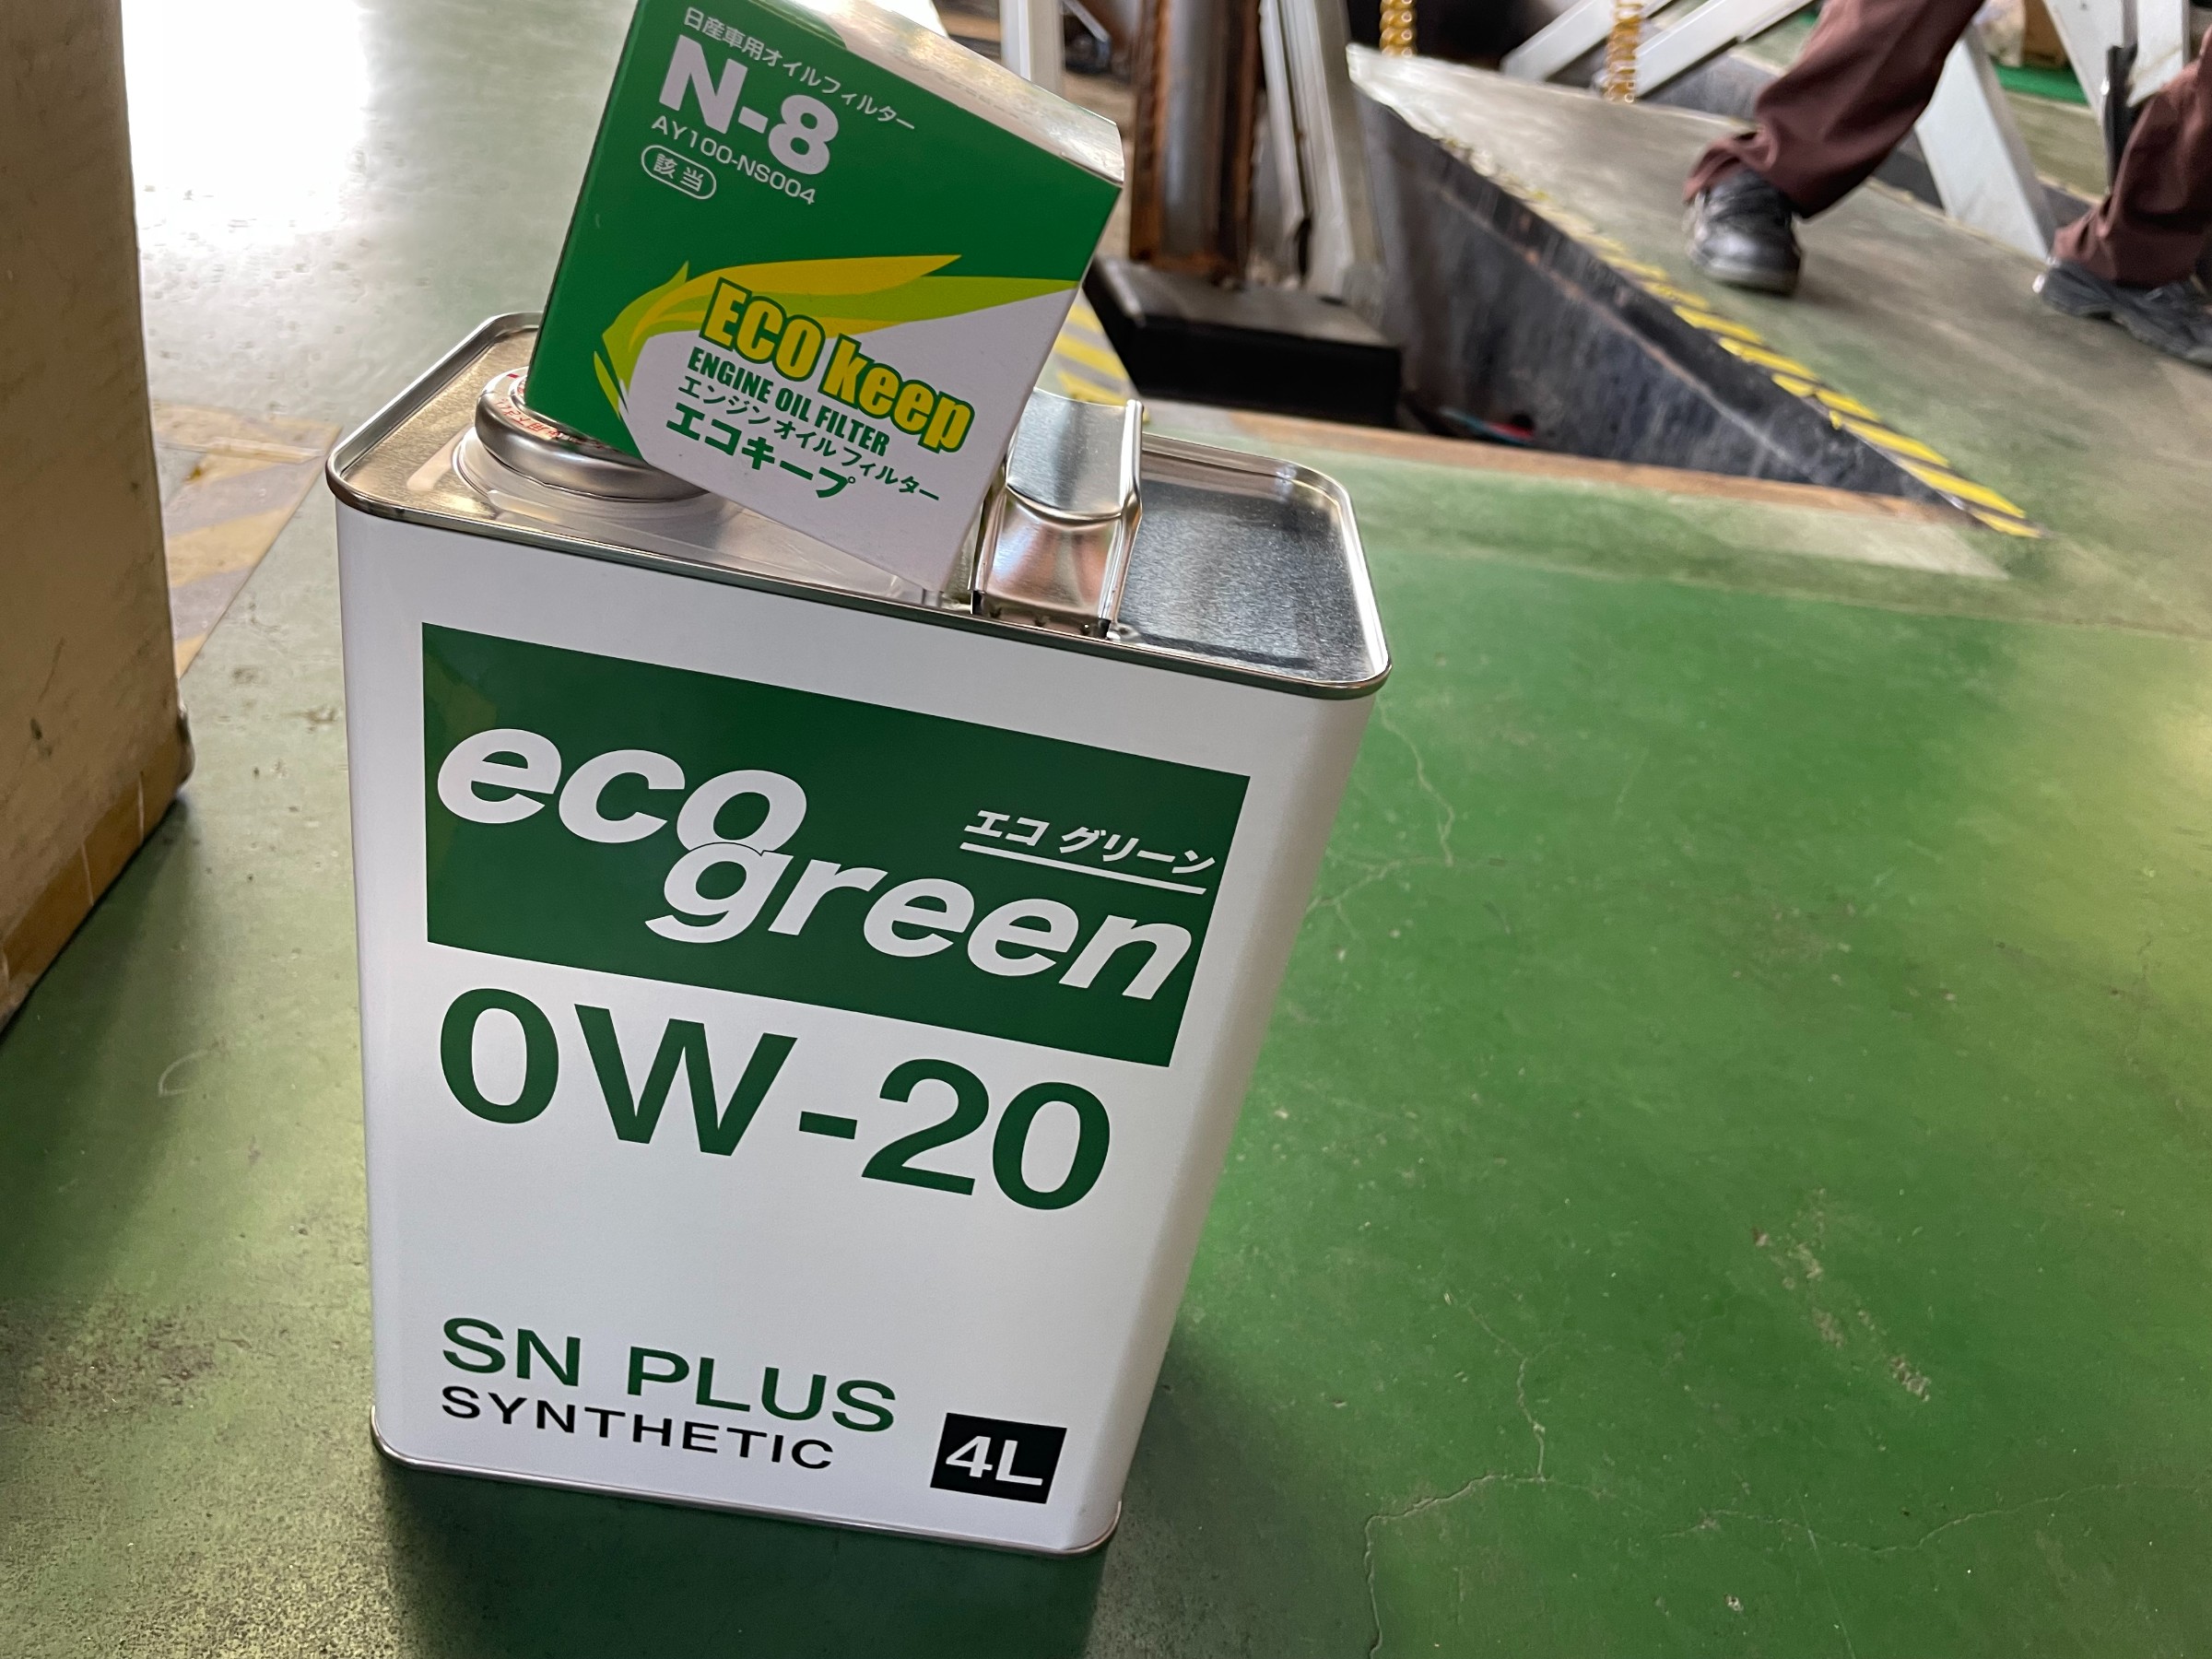 日産車用オイルフィルター
N-8
AY100-NS004
該当
ECO keep
ENGINE OIL FILTER
エンジン オイル フィルター
エコキープ
eco
エコ グリーン
green
0W-20
SN PLUS
SYNTHETIC
4L